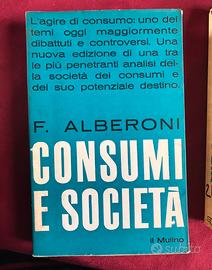 L'agire di consumo: uno dei
temi oggi maggiormente
dibattuti e controversi. Una
nuova edizione di una tra
le più penetranti analisi del-
la società dei consumi e
del suo potenziale destino.
F. ALBERONI
CONSUMI
E SOCIETÀ
Il Mulino
subito